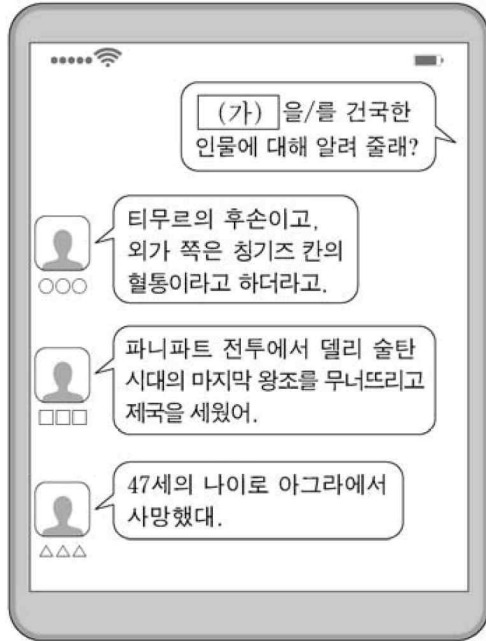 (가) 을/를 건국한
인물에 대해 알려 줄래?
티무르의 후손이고,
외가 쪽은 칭기즈 칸의
혈통이라고 하더라고.
○○○
파니파트 전투에서 델리 술탄
시대의 마지막 왕조를 무너뜨리고
제국을 세웠어.
□□□
47세의 나이로 아그라에서
사망했대.
△△△